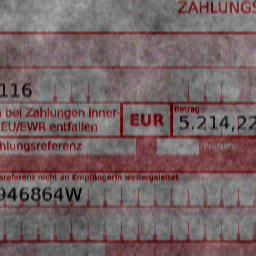 ZAHLUNGS
116
bei Zahlungen inner
EU/EWR entfallen
EUR
Betrag
5.214,22
hlungsreferenz
Prüfziffer
sreferenz nicht an EmpfängerIn weitergeleitet
946864W